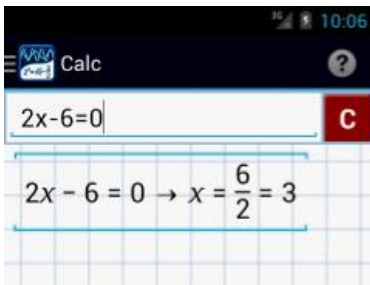 3G 10:06
Calc ?
2x-6=0 C
2x − 6 = 0 → x = 6/2 = 3